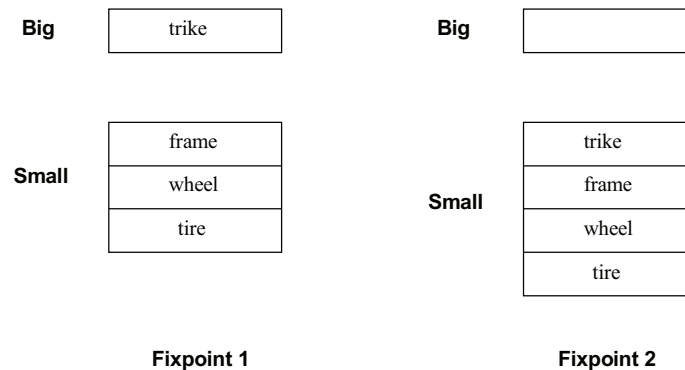 Big
trike
Small
frame
wheel
tire
Fixpoint 1
Big
Small
trike
frame
wheel
tire
Fixpoint 2